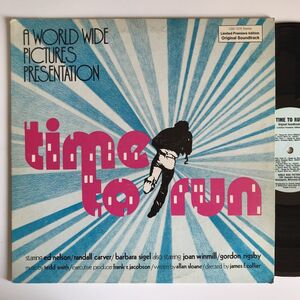 A WORLD WIDE
PICTURES
PRESENTATION
Limited Premiere Edition
Original Soundtrack
time
to run
starring ed nelson/randall carver/barbara sigel also starring joan winmill/gordon rigsby
music by tedd smith/executive producer frank r. jacobson/written by allan sloane/directed by james f. collier
TIME TO RUN